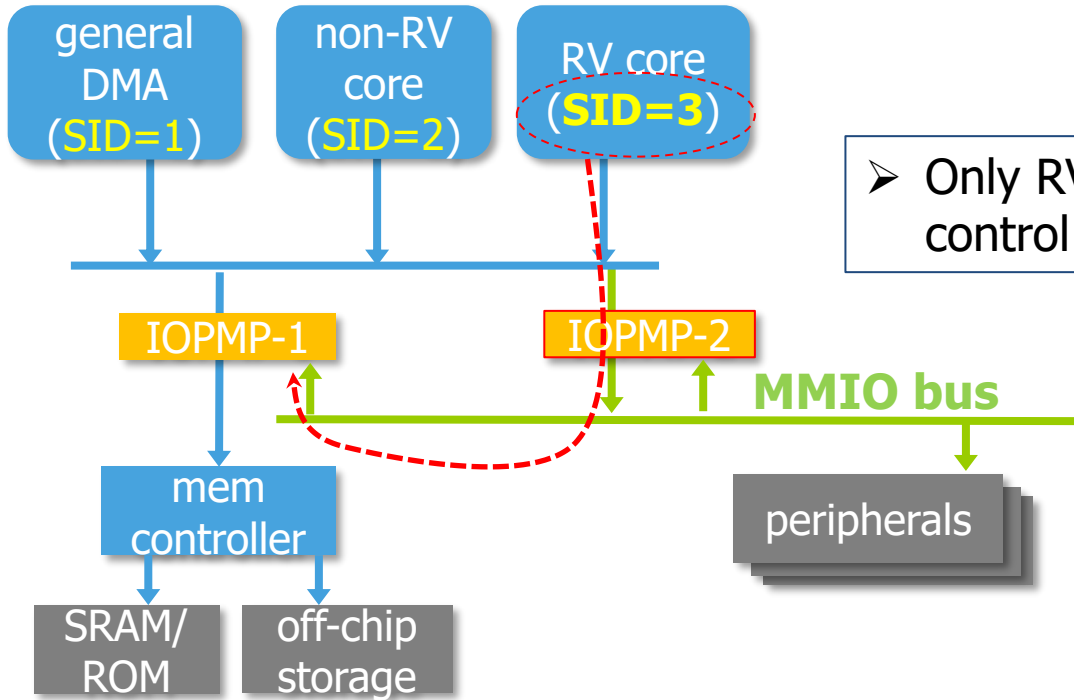 general
DMA
(SID=1)
non-RV
core
(SID=2)
RV core
(SID=3)
➢ Only RV
control
IOPMP-1
IOPMP-2
MMIO bus
mem
controller
peripherals
SRAM/
ROM
off-chip
storage